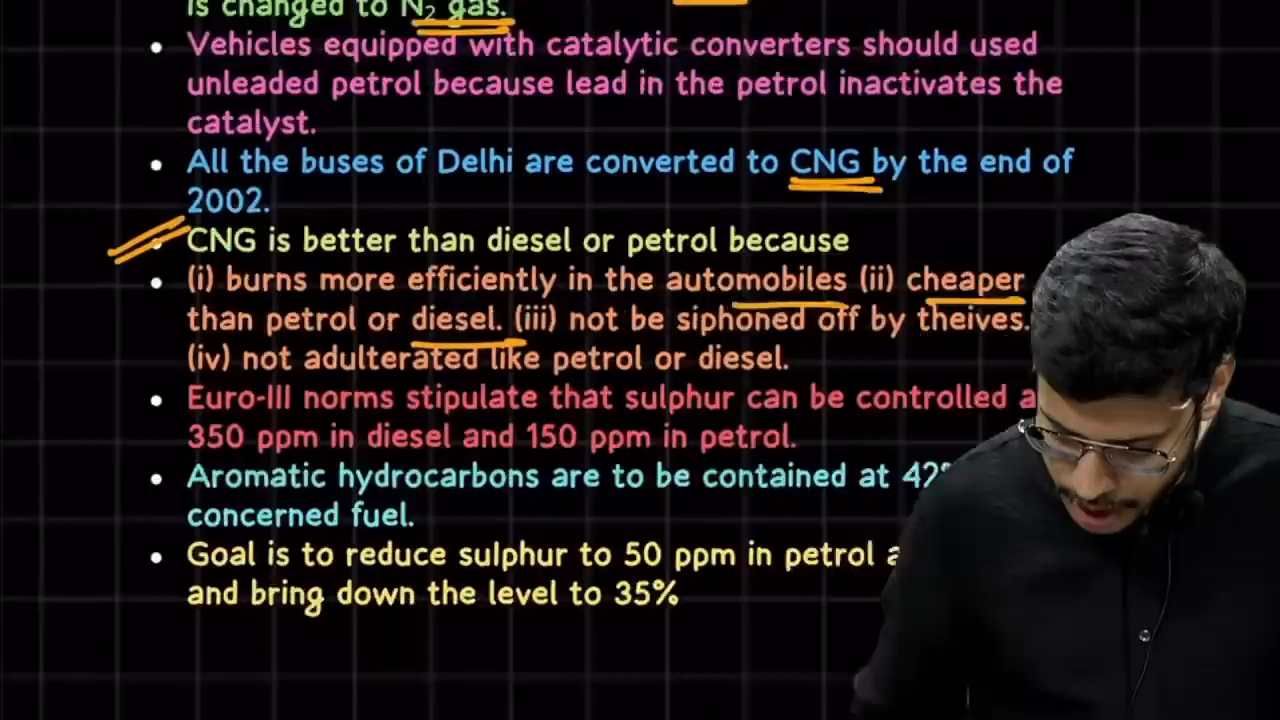 is changed to N₂ gas.
• Vehicles equipped with catalytic converters should used
unleaded petrol because lead in the petrol inactivates the
catalyst.
• All the buses of Delhi are converted to CNG by the end of
2002.
• CNG is better than diesel or petrol because
• (i) burns more efficiently in the automobiles (ii) cheaper
than petrol or diesel. (iii) not be siphoned off by theives.
(iv) not adulterated like petrol or diesel.
• Euro-III norms stipulate that sulphur can be controlled
350 ppm in diesel and 150 ppm in petrol.
• Aromatic hydrocarbons are to be contained at 42%
concerned fuel.
• Goal is to reduce sulphur to 50 ppm in petrol
and bring down the level to 35%